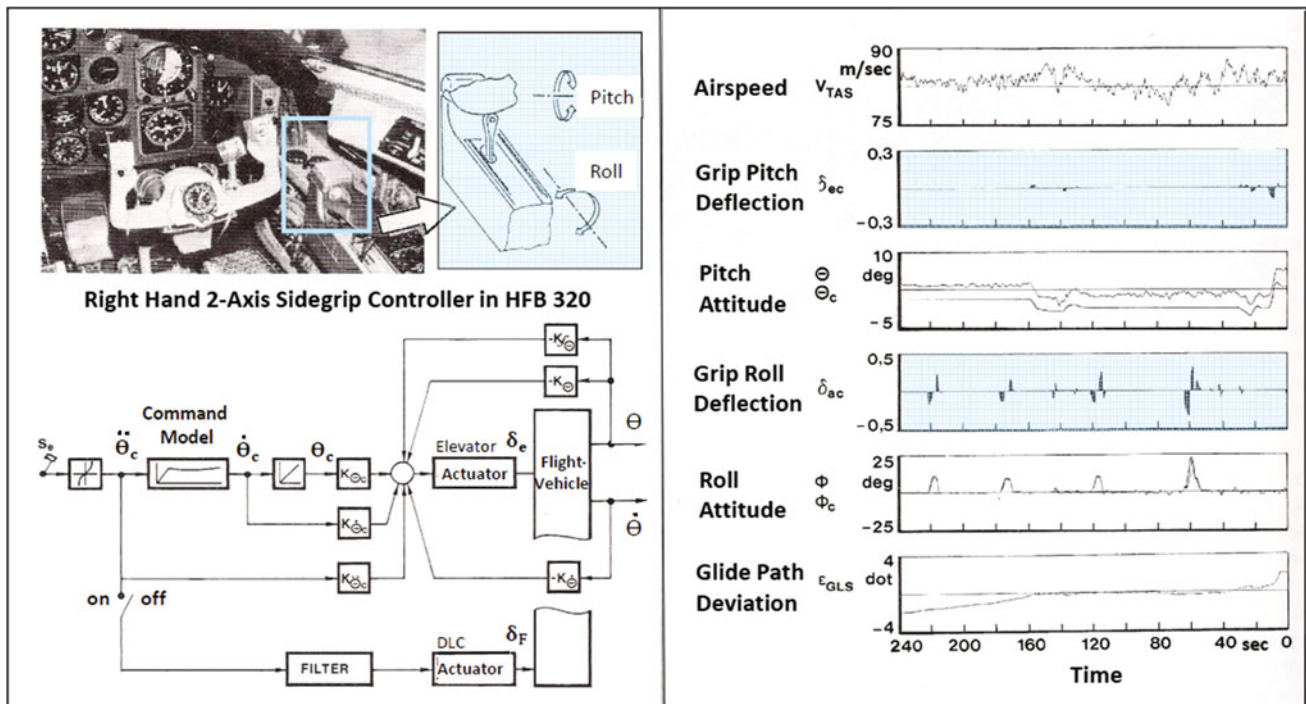 Pitch
Roll
Right Hand 2-Axis Sidegrip Controller in HFB 320
-K∫Θ
-KΘ
Command
Model
Θ
Elevator
δe
Se
Θ̈c
Θ̇c
Θc
KΘc
Actuator
Flight-
Vehicle
KΘ̇c
Θ̇
KΘ̈c
-KΘ̇
on
off
DLC
δF
FILTER
Actuator
90
m/sec
Airspeed VTAS
75
0.3
Grip Pitch δec
Deflection
-0.3
10
Pitch Θ deg
Attitude Θc
-5
0,5
Grip Roll δac
Deflection
-0,5
25
Roll Φ deg
Attitude Φc
-25
4
Glide Path εGLS dot
Deviation
-4
240 200 160 120 80 40 sec 0
Time